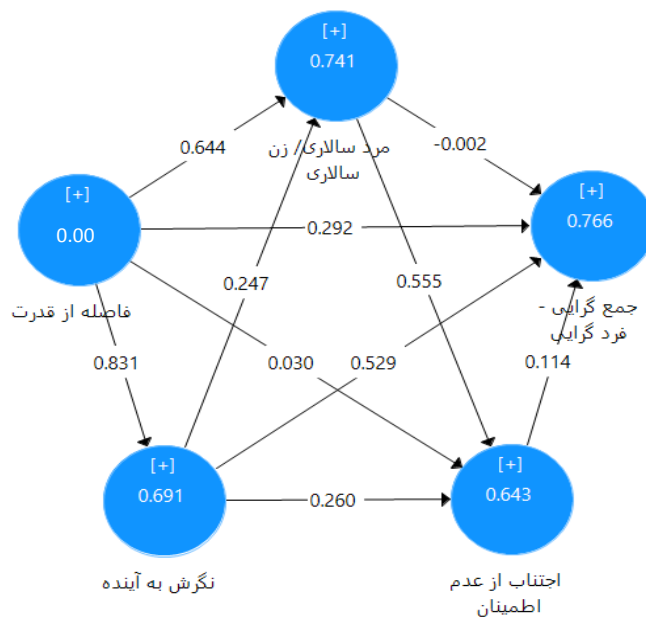 [+]
0.741
0.644
مرد سالاری/ زن
سالاری
-0.002
[+]
0.00
[+]
0.766
0.292
فاصله از قدرت
0.247
0.555
جمع گرایی -
فرد گرایی
0.831
0.030
0.529
0.114
[+]
0.691
[+]
0.643
0.260
نگرش به آینده
اجتناب از عدم
اطمینان